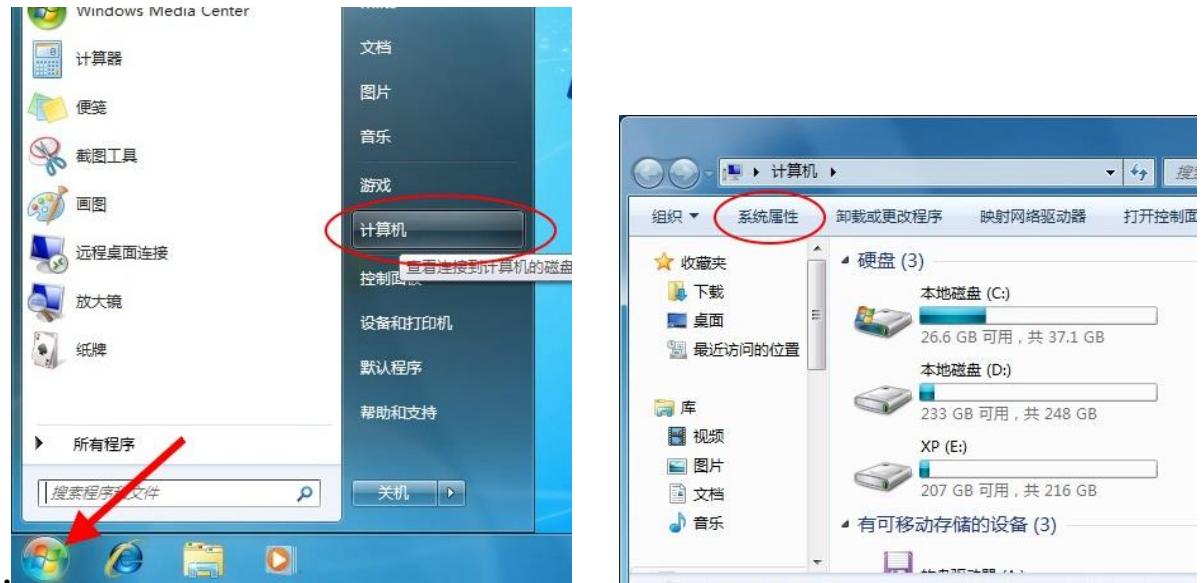 Windows Media Center
计算器
便笺
截图工具
画图
远程桌面连接
放大镜
纸牌
所有程序
搜索程序和文件
文档
图片
音乐
游戏
计算机
查看连接到计算机的磁盘
控制面板
设备和打印机
默认程序
帮助和支持
关机
计算机
组织 系统属性 卸载或更改程序 映射网络驱动器 打开控制面
收藏夹
下载
桌面
最近访问的位置
库
视频
图片
文档
音乐
硬盘 (3)
本地磁盘 (C:)
26.6 GB 可用，共 37.1 GB
本地磁盘 (D:)
233 GB 可用，共 248 GB
XP (E:)
207 GB 可用，共 216 GB
有可移动存储的设备 (3)